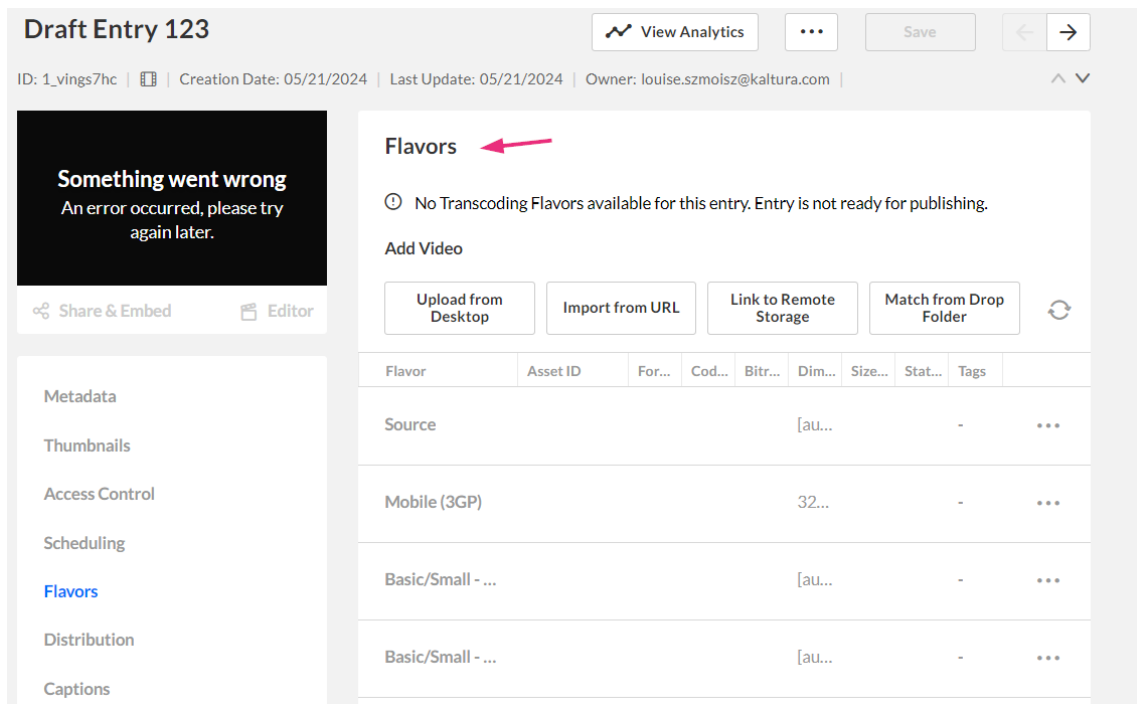 Draft Entry 123
View Analytics
•••
Save
ID: 1_vings7hc | Creation Date: 05/21/2024 | Last Update: 05/21/2024 | Owner: louise.szmoisz@kaltura.com |
Something went wrong
An error occurred, please try
again later.
Share & Embed
Editor
Metadata
Thumbnails
Access Control
Scheduling
Flavors
Distribution
Captions
Flavors
No Transcoding Flavors available for this entry. Entry is not ready for publishing.
Add Video
Upload from
Desktop
Import from URL
Link to Remote
Storage
Match from Drop
Folder
Flavor Asset ID For... Cod... Bitr... Dim... Size... Stat... Tags
Source [au... - •••
Mobile (3GP) 32... - •••
Basic/Small - ... [au... - •••
Basic/Small - ... [au... - •••